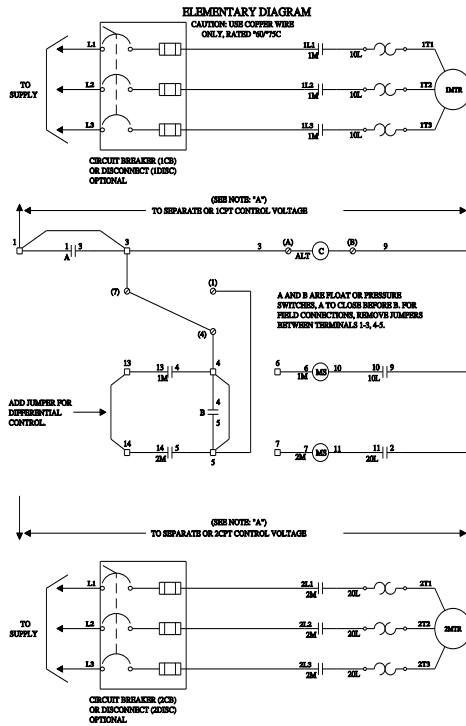 ELEMENTARY DIAGRAM
CAUTION: USE COPPER WIRE
ONLY, RATED °60/°75C
L1 1L1 1M 10L 1T1
TO
SUPPLY
L2 1L2 1M 10L 1T2 1MTR
L3 1L3 1M 10L 1T3
CIRCUIT BREAKER (1CB)
OR DISCONNECT (1DISC)
OPTIONAL
(SEE NOTE: "A")
TO SEPARATE OR 1CPT CONTROL VOLTAGE
1 1 3 A 3 3 (A) ALT C (B) 9
(7) (1)
A AND B ARE FLOAT OR PRESSURE
SWITCHES, A TO CLOSE BEFORE B. FOR
FIELD CONNECTIONS, REMOVE JUMPERS
BETWEEN TERMINALS 1-3, 4-5.
(4)
13 13 4 1M 4 6 6 1M MS 10 10 9 10L
ADD JUMPER FOR
DIFFERENTIAL
CONTROL.
4
B
5
14 14 5 2M 5 7 7 2M MS 11 11 2 20L
(SEE NOTE: "A")
TO SEPARATE OR 2CPT CONTROL VOLTAGE
L1 2L1 2M 20L 2T1
TO
SUPPLY
L2 2L2 2M 20L 2T2 2MTR
L3 2L3 2M 20L 2T3
CIRCUIT BREAKER (2CB)
OR DISCONNECT (2DISC)
OPTIONAL